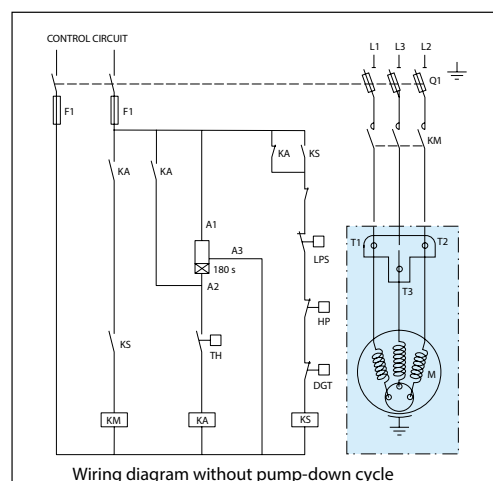 CONTROL CIRCUIT
L1 L3 L2
Q1
F1 F1
KM
KA KA KA KS
A1
A3
180 s
A2
LPS
T1 T2
T3
HP
KS
TH
DGT
M
KM KA KS
Wiring diagram without pump-down cycle